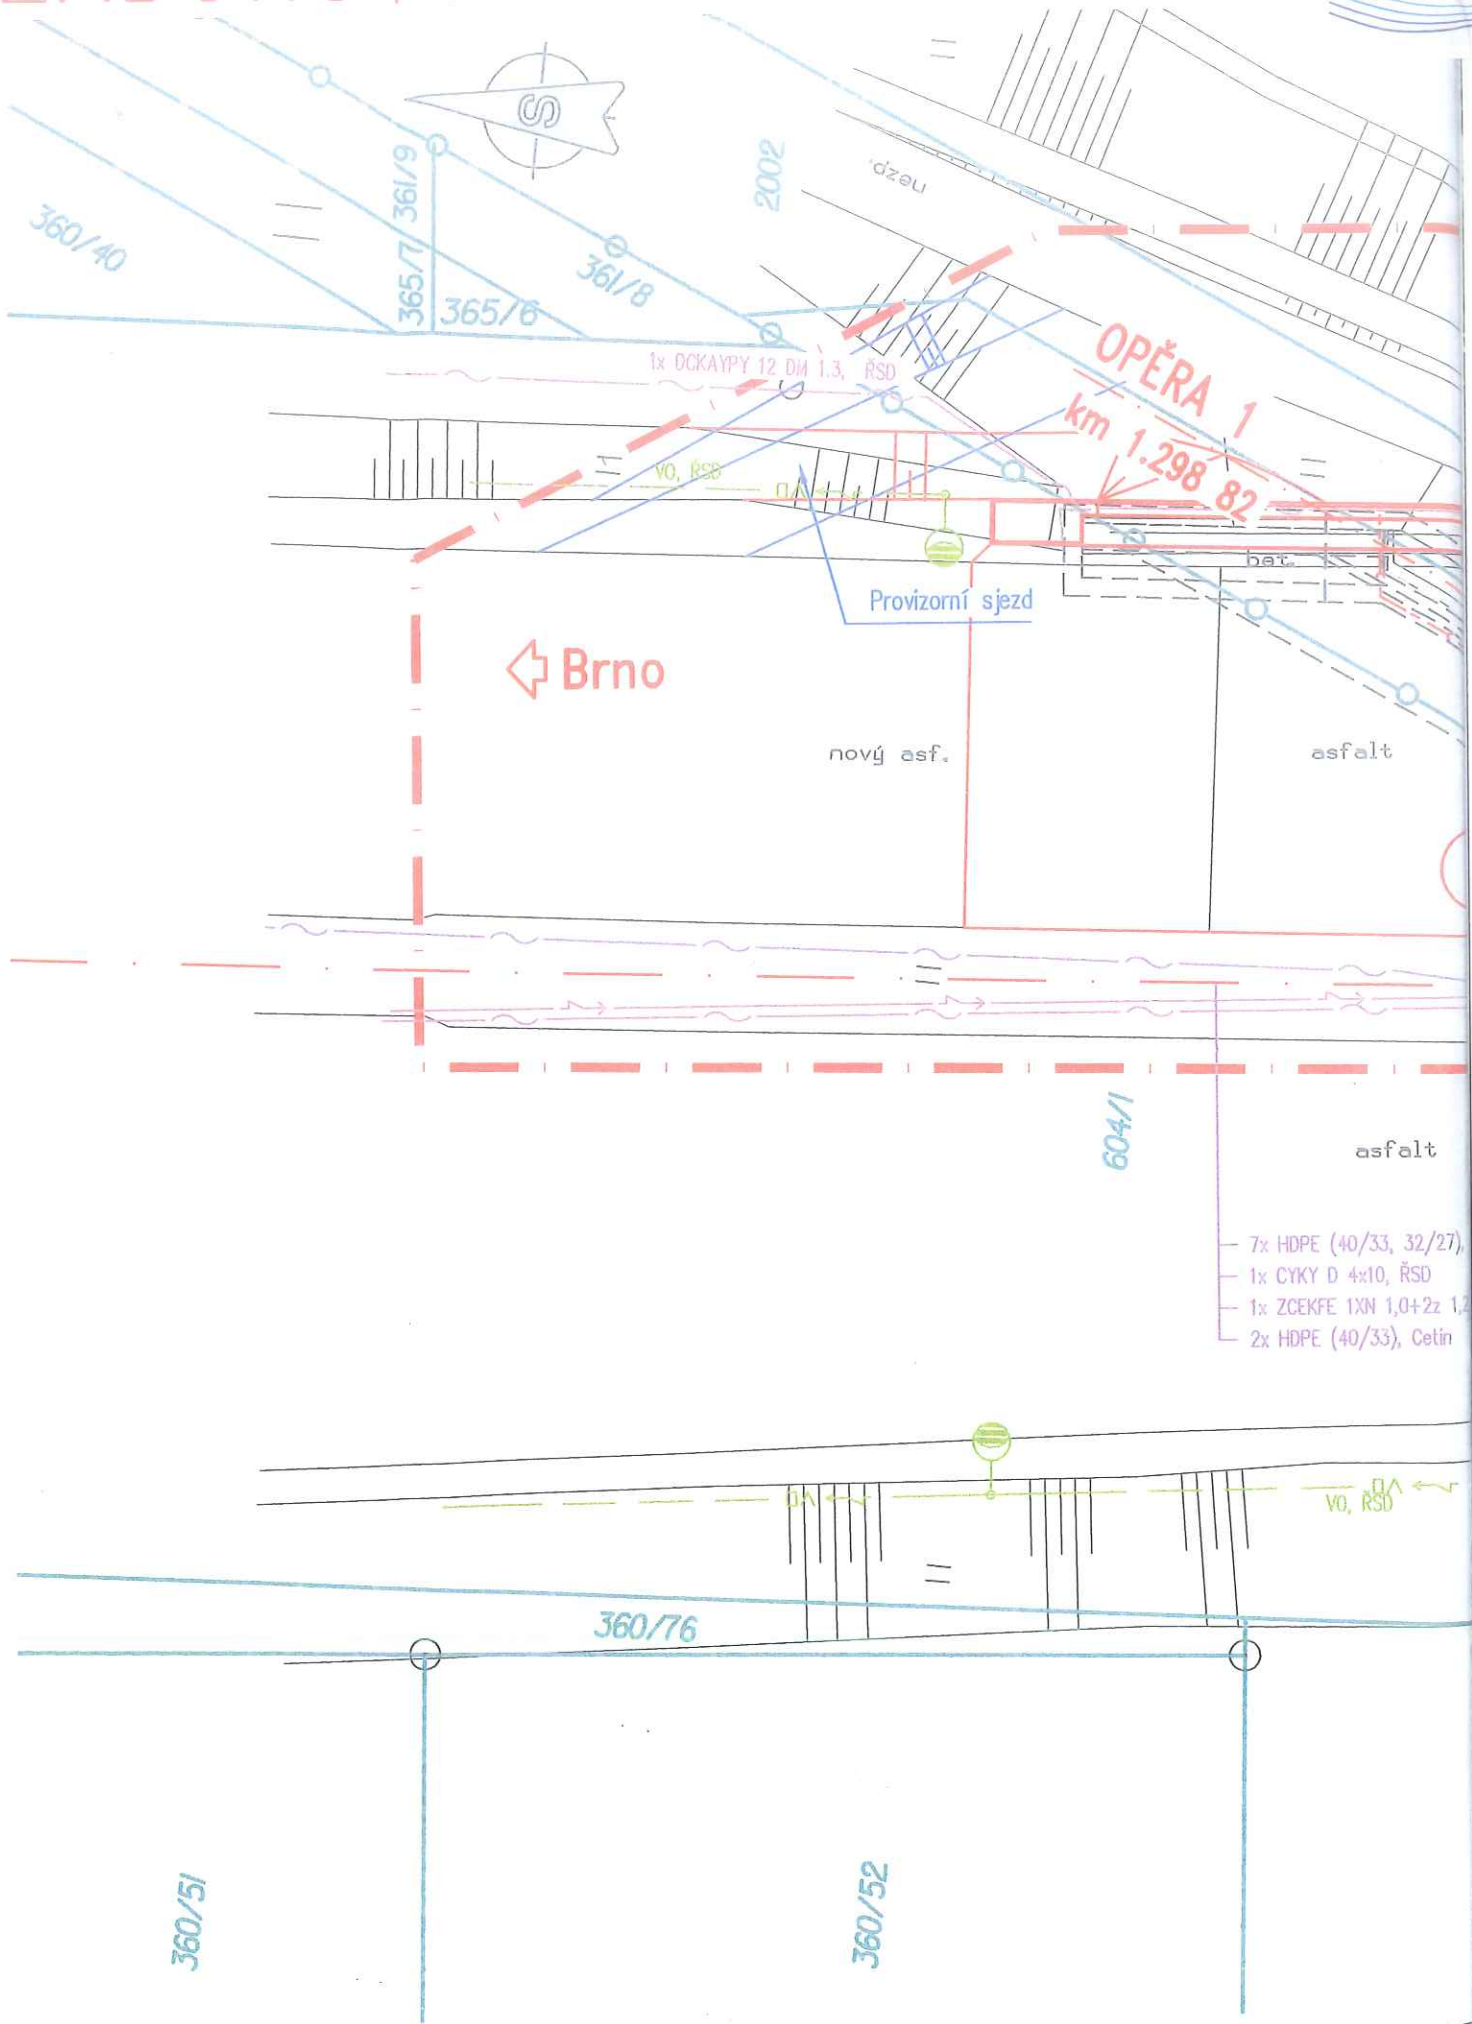 S
2002
nezp.
361/9
365/7
360/40
361/8
365/6
1x OCKAYPY 12 DM 1.3, ŘSD
OPĚRA 1
km 1.298 82
VO, ŘSD
bet.
Provizorní sjezd
Brno
nový asf.
asfalt
604/1
asfalt
7x HDPE (40/33, 32/27),
1x CYKY D 4x10, ŘSD
1x ZCEKFE 1XN 1,0+2z 1,2
2x HDPE (40/33), Cetin
VO, ŘSD
360/76
360/51
360/52